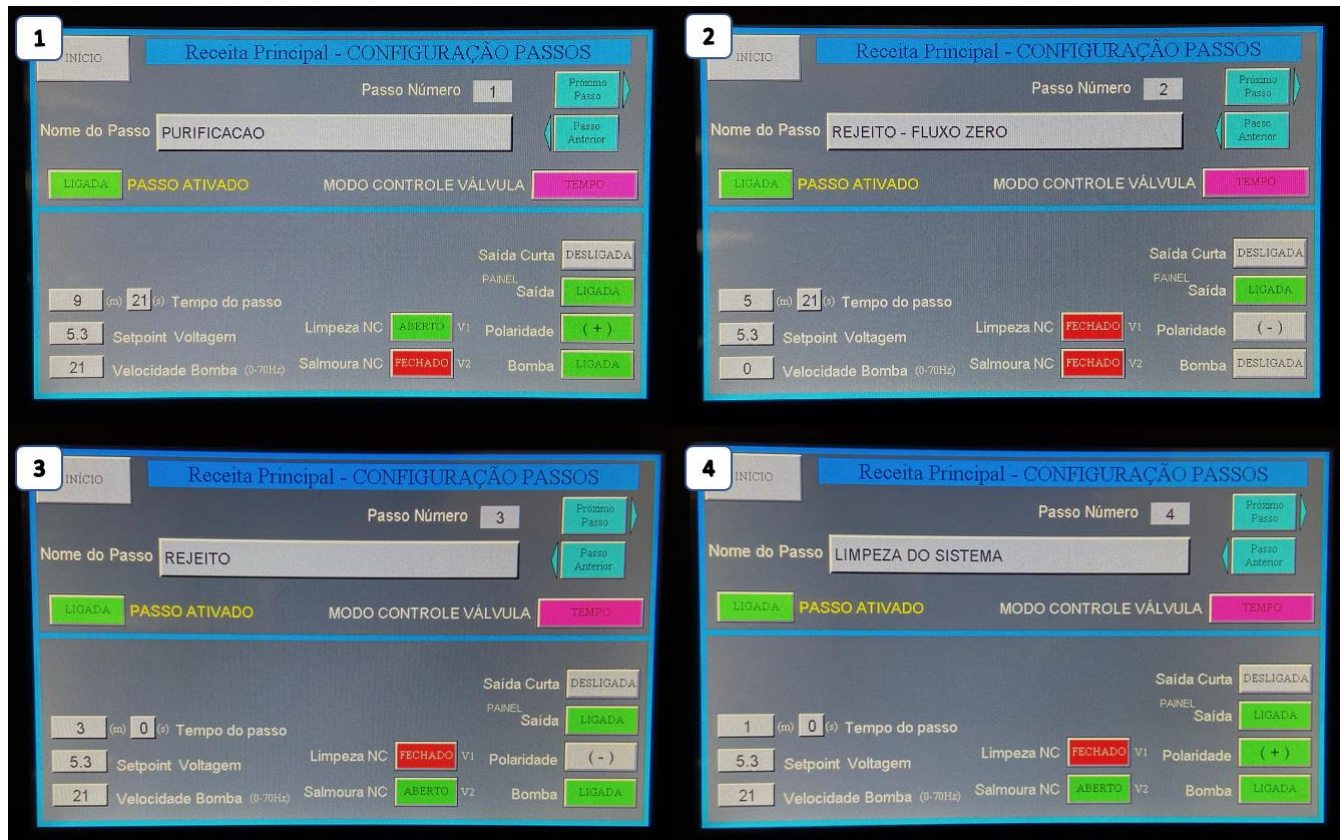 1
INÍCIO
Receita Principal - CONFIGURAÇÃO PASSOS
Passo Número 1
Próximo Passo
Nome do Passo PURIFICACAO
Passo Anterior
LIGADA PASSO ATIVADO MODO CONTROLE VÁLVULA TEMPO
Saída Curta DESLIGADA
PAINEL
Saída LIGADA
9 (m) 21 (s) Tempo do passo
Limpeza NC ABERTO V1 Polaridade (+)
5.3 Setpoint Voltagem
Salmoura NC FECHADO V2 Bomba LIGADA
21 Velocidade Bomba (0-70Hz)
2
INÍCIO
Receita Principal - CONFIGURAÇÃO PASSOS
Passo Número 2
Próximo Passo
Nome do Passo REJEITO - FLUXO ZERO
Passo Anterior
LIGADA PASSO ATIVADO MODO CONTROLE VÁLVULA TEMPO
Saída Curta DESLIGADA
PAINEL
Saída LIGADA
5 (m) 21 (s) Tempo do passo
Limpeza NC FECHADO V1 Polaridade (-)
5.3 Setpoint Voltagem
Salmoura NC FECHADO V2 Bomba DESLIGADA
0 Velocidade Bomba (0-70Hz)
3
INÍCIO
Receita Principal - CONFIGURAÇÃO PASSOS
Passo Número 3
Próximo Passo
Nome do Passo REJEITO
Passo Anterior
LIGADA PASSO ATIVADO MODO CONTROLE VÁLVULA TEMPO
Saída Curta DESLIGADA
PAINEL
Saída LIGADA
3 (m) 0 (s) Tempo do passo
Limpeza NC FECHADO V1 Polaridade (-)
5.3 Setpoint Voltagem
Salmoura NC ABERTO V2 Bomba LIGADA
21 Velocidade Bomba (0-70Hz)
4
INÍCIO
Receita Principal - CONFIGURAÇÃO PASSOS
Passo Número 4
Próximo Passo
Nome do Passo LIMPEZA DO SISTEMA
Passo Anterior
LIGADA PASSO ATIVADO MODO CONTROLE VÁLVULA TEMPO
Saída Curta DESLIGADA
PAINEL
Saída LIGADA
1 (m) 0 (s) Tempo do passo
Limpeza NC FECHADO V1 Polaridade (+)
5.3 Setpoint Voltagem
Salmoura NC ABERTO V2 Bomba LIGADA
21 Velocidade Bomba (0-70Hz)